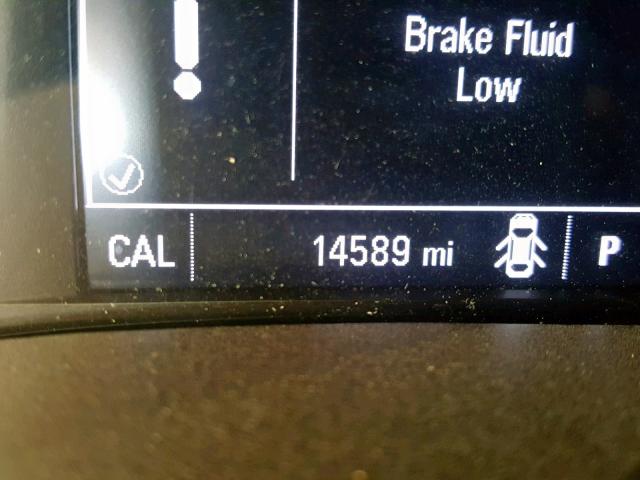 Brake Fluid
Low
CAL 14589 mi P